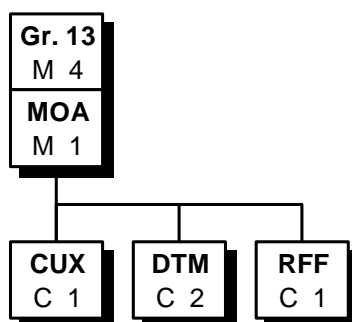 Gr. 13
M 4
MOA
M 1
CUX DTM RFF
C 1 C 2 C 1